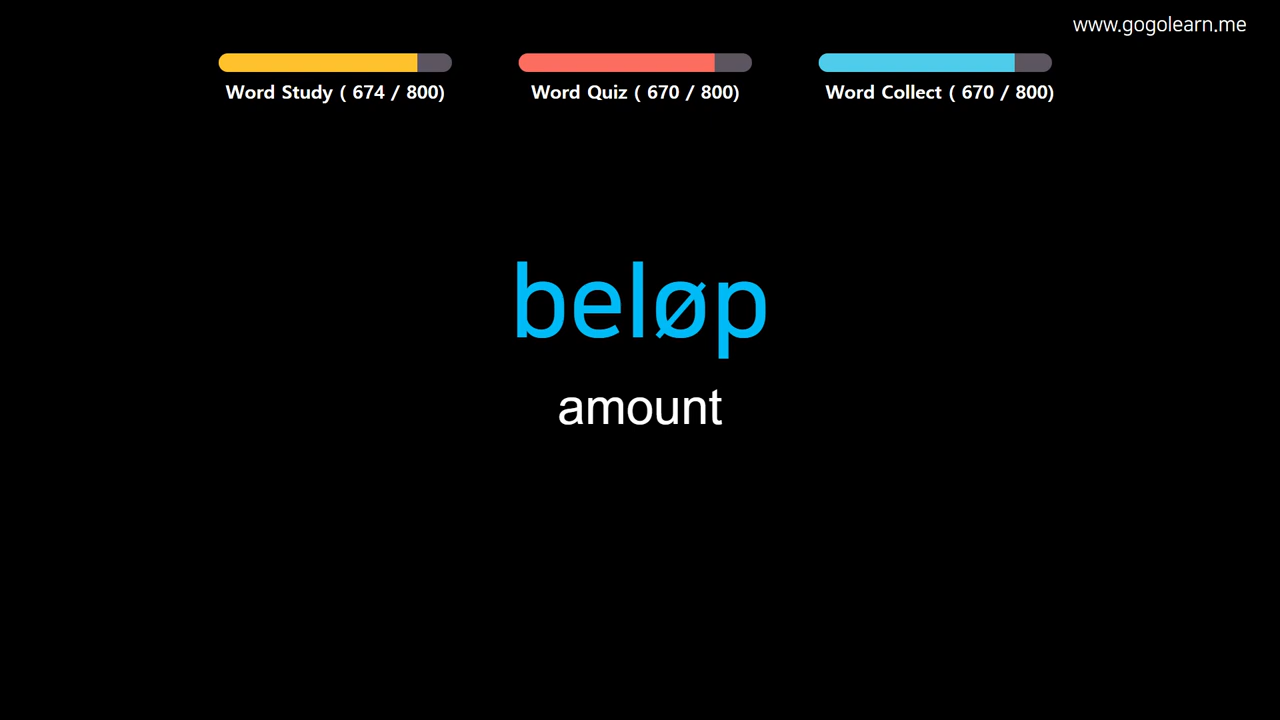 www.gogolearn.me
Word Study ( 674 / 800)
Word Quiz ( 670 / 800)
Word Collect ( 670 / 800)
beløp
amount